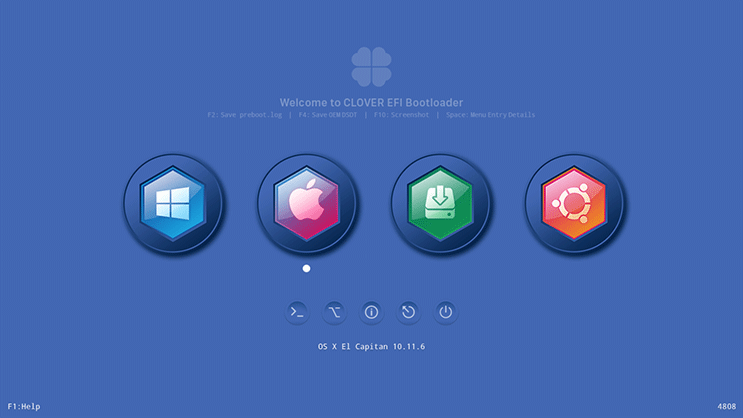 Welcome to CLOVER EFI Bootloader
F2: Save preboot.log | F4: Save OEM DSDT | F10: Screenshot | Space: Menu Entry Details
OS X El Capitan 10.11.6
F1:Help
4808